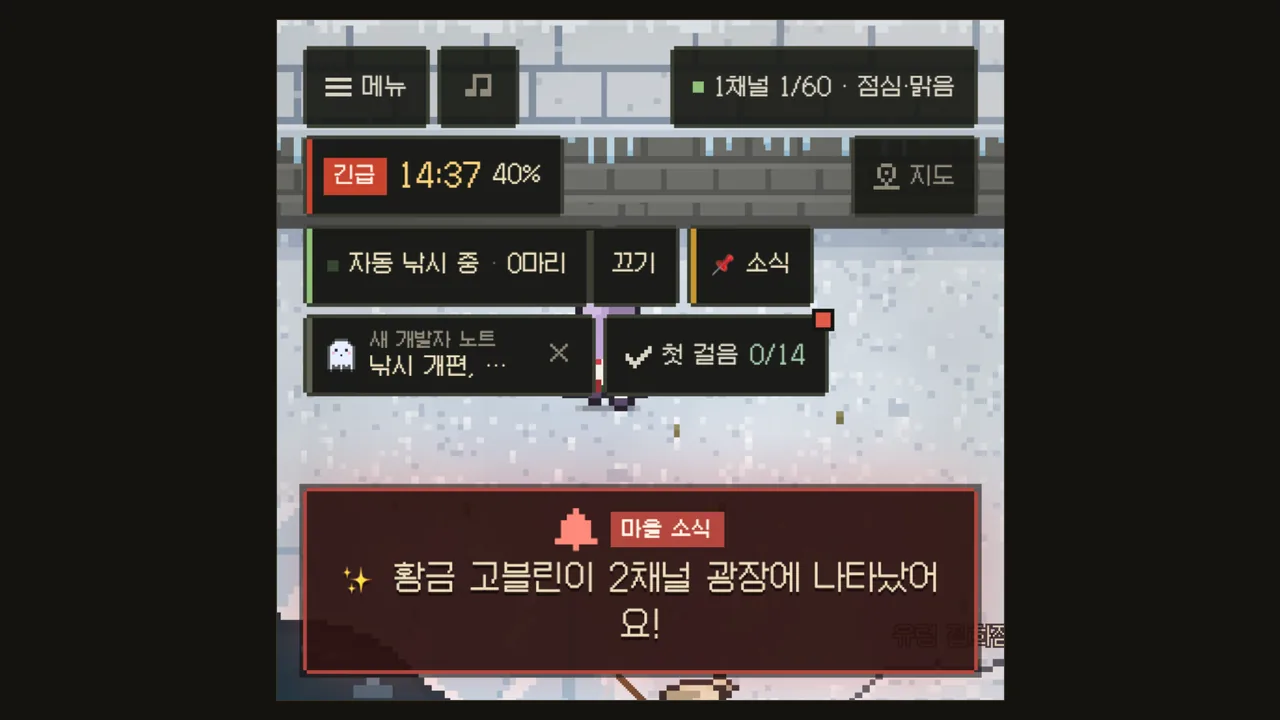 메뉴
1채널 1/60 · 점심·맑음
긴급 14:37 40%
지도
자동 낚시 중 · 0마리
끄기
소식
새 개발자 노트
낚시 개편, ···
첫 걸음 0/14
마을 소식
황금 고블린이 2채널 광장에 나타났어
요!